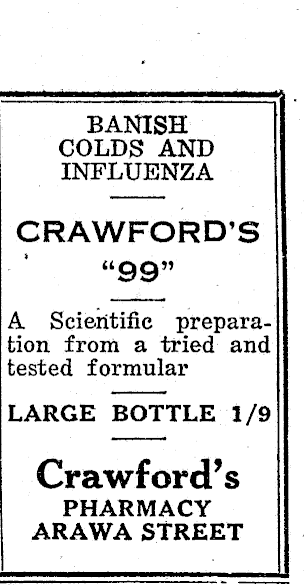 BANISH
COLDS AND
INFLUENZA
CRAWFORD'S
"99"
A Scientific prepara-
tion from a tried and
tested formular
LARGE BOTTLE 1/9
Crawford's
PHARMACY
ARAWA STREET